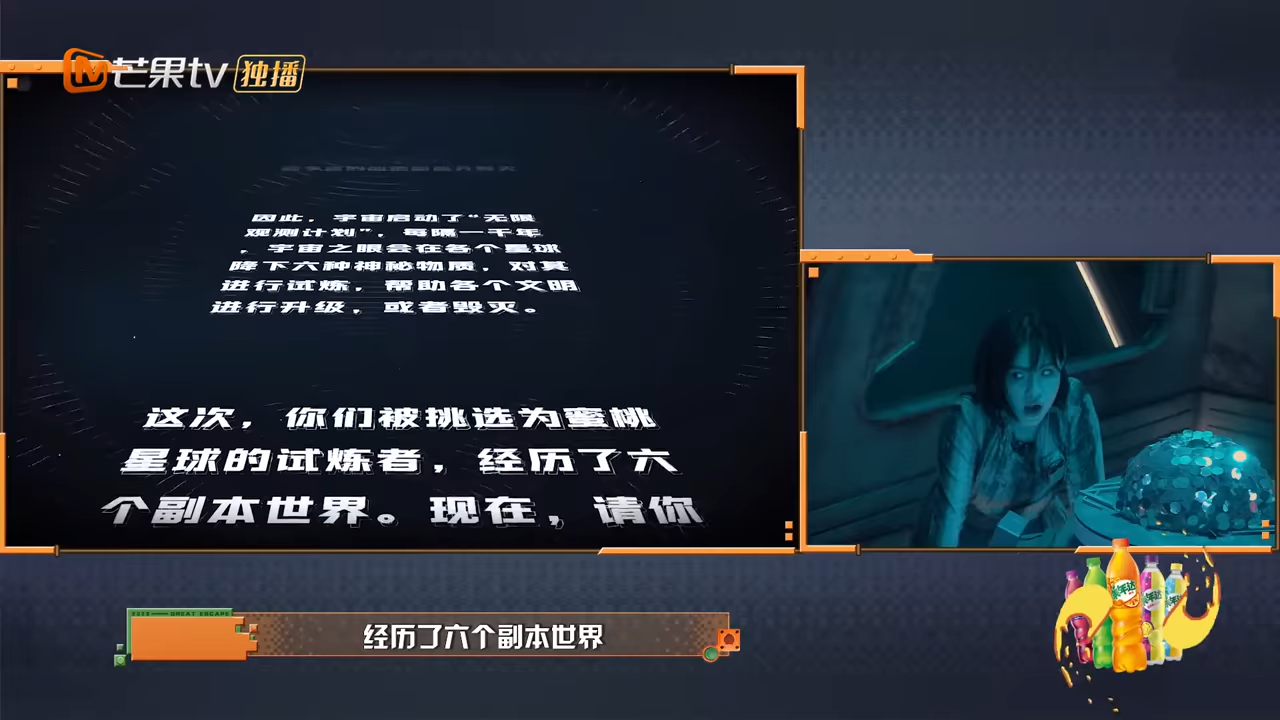 芒果tv 独播
因此，宇宙启动了“无限
观测计划”，每隔一千年
，宇宙之眼会在各个星球
降下六种神秘物质，对其
进行试炼，帮助各个文明
进行升级，或者毁灭。
这次，你们被挑选为蜜桃
星球的试炼者，经历了六
个副本世界。现在，请你
GREAT ESCAPE
经历了六个副本世界